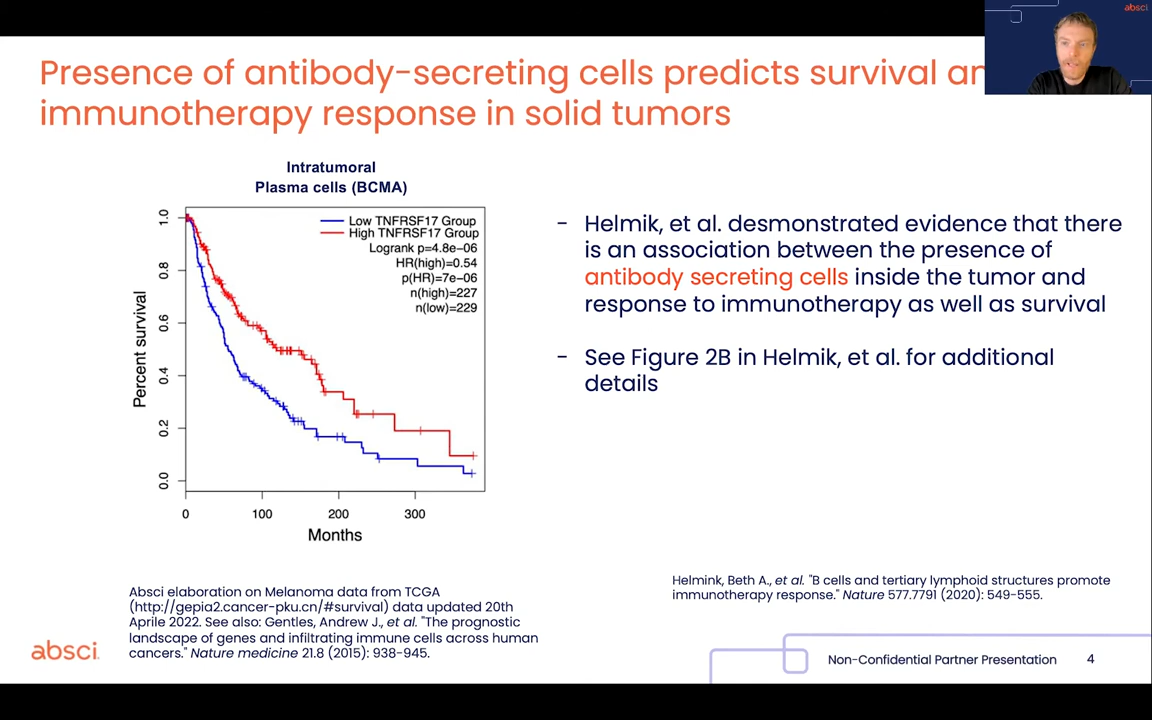 absci
Presence of antibody-secreting cells predicts survival an
immunotherapy response in solid tumors
Intratumoral
Plasma cells (BCMA)
Low TNFRSF17 Group
High TNFRSF17 Group
Logrank p=4.8e-06
HR(high)=0.54
p(HR)=7e-06
n(high)=227
n(low)=229
Percent survival
1.0
0.8
0.6
0.4
0.2
0.0
0 100 200 300
Months
- Helmik, et al. desmonstrated evidence that there
is an association between the presence of
antibody secreting cells inside the tumor and
response to immunotherapy as well as survival
- See Figure 2B in Helmik, et al. for additional
details
Absci elaboration on Melanoma data from TCGA
(http://gepia2.cancer-pku.cn/#survival) data updated 20th
Aprile 2022. See also: Gentles, Andrew J., et al. "The prognostic
landscape of genes and infiltrating immune cells across human
cancers." Nature medicine 21.8 (2015): 938-945.
Helmink, Beth A., et al. "B cells and tertiary lymphoid structures promote
immunotherapy response." Nature 577.7791 (2020): 549-555.
absci.
Non-Confidential Partner Presentation 4